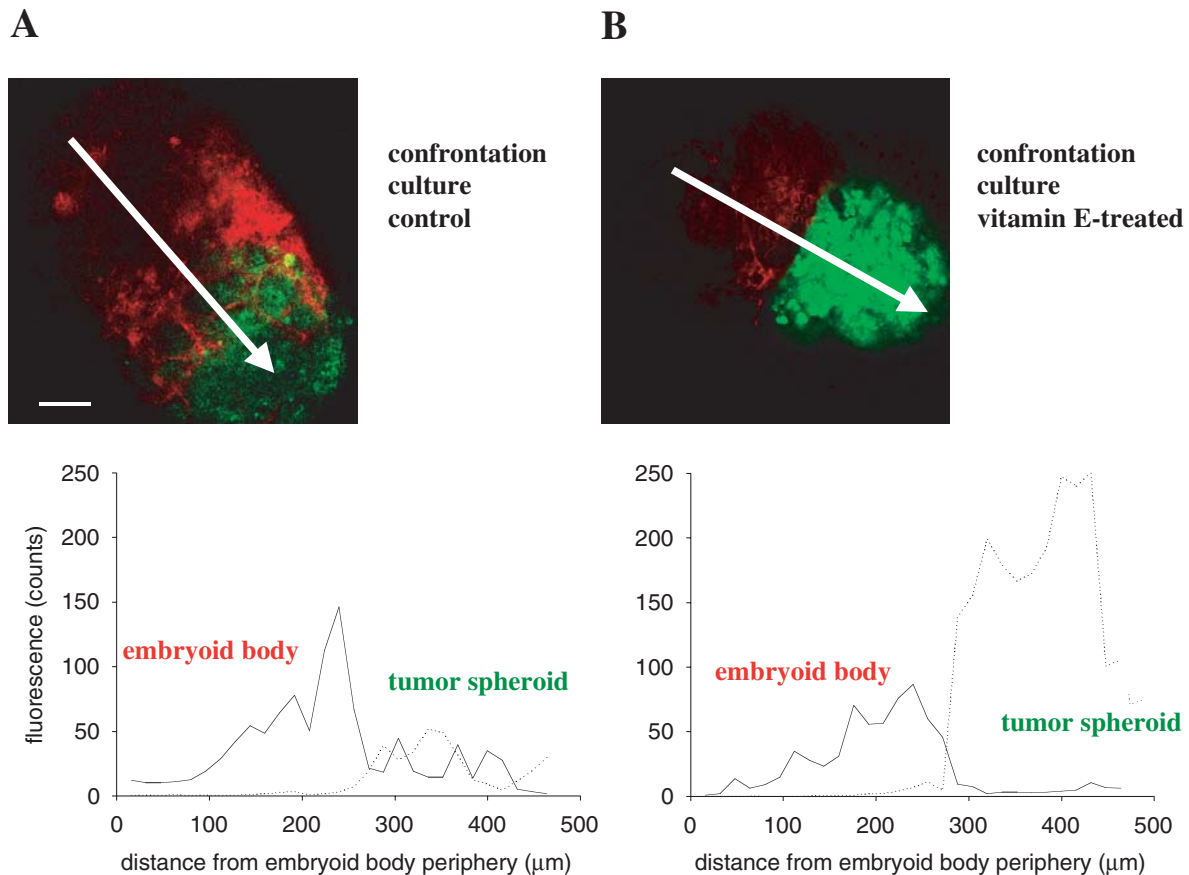 A
B
confrontation
culture
control
confrontation
culture
vitamin E-treated
250
200
150
100
50
0
fluorescence (counts)
embryoid body
tumor spheroid
0
100
200
300
400
500
distance from embryoid body periphery (μm)
250
200
150
100
50
0
embryoid body
tumor spheroid
0
100
200
300
400
500
distance from embryoid body periphery (μm)